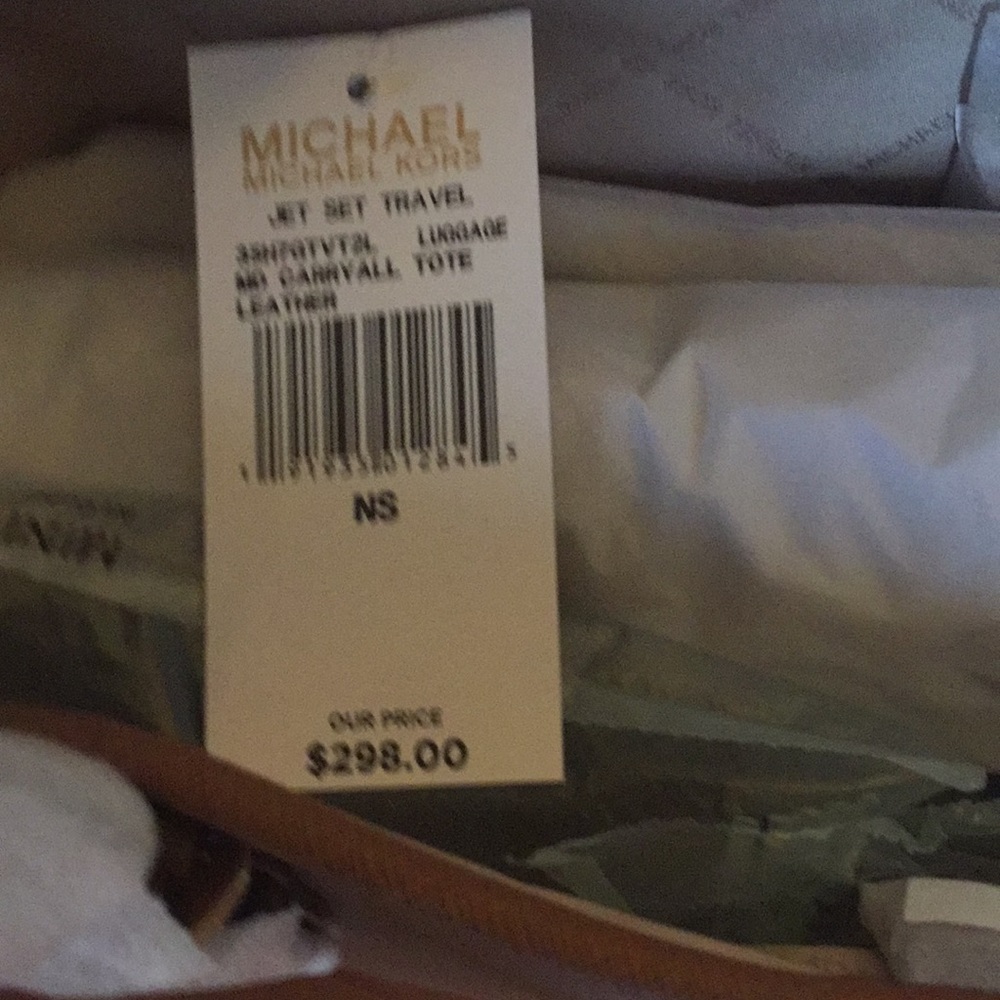 MICHAEL
MICHAEL KORS
JET SET TRAVEL
LUGGAGE
MD CARRYALL TOTE
LEATHER
NS
OUR PRICE
$298.00